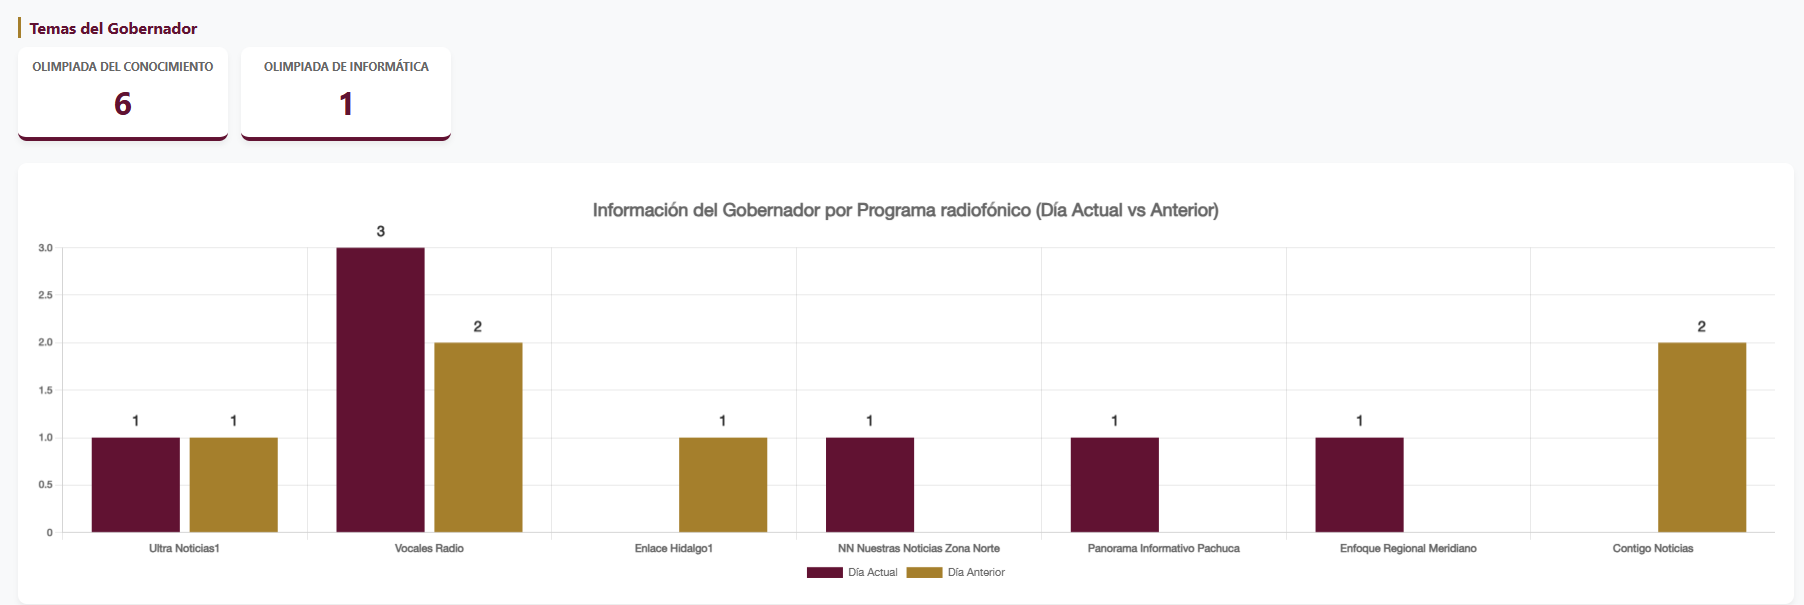 Temas del Gobernador
OLIMPIADA DEL CONOCIMIENTO
6
OLIMPIADA DE INFORMÁTICA
1
Información del Gobernador por Programa radiofónico (Día Actual vs Anterior)
3.0
2.5
2.0
1.5
1.0
0.5
0
1
1
3
2
1
1
1
1
2
Ultra Noticias1
Vocales Radio
Enlace Hidalgo1
NN Nuestras Noticias Zona Norte
Panorama Informativo Pachuca
Enfoque Regional Meridiano
Contigo Noticias
Día Actual
Día Anterior